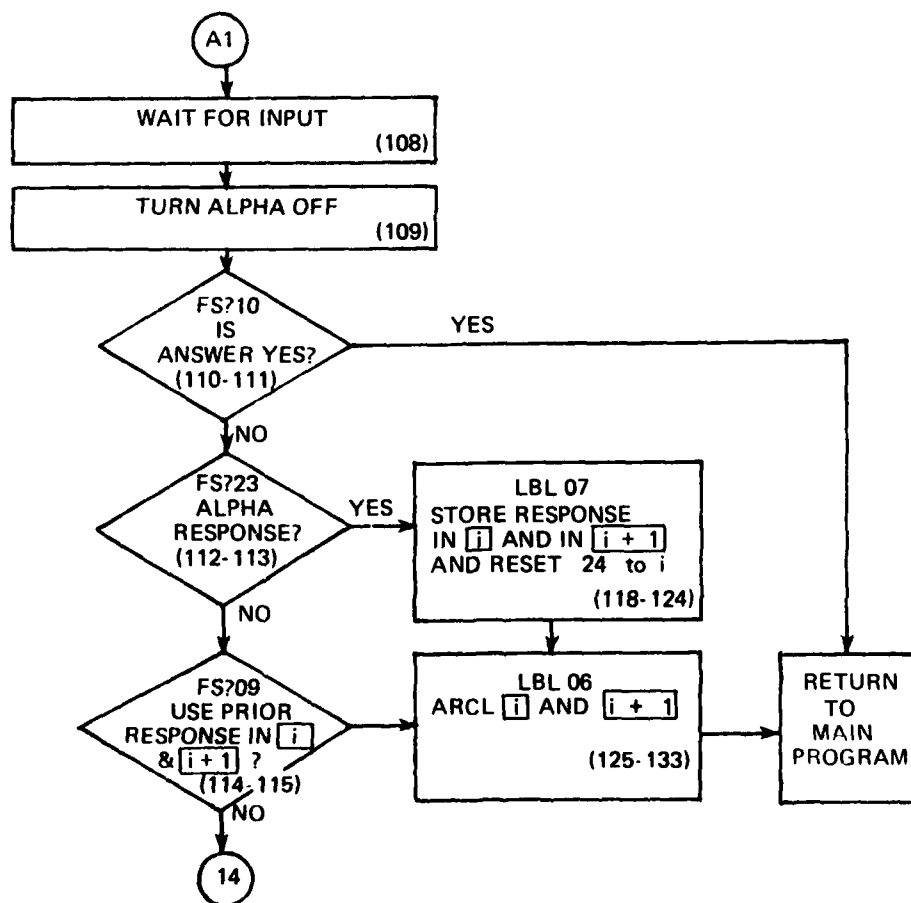 A1
WAIT FOR INPUT
(108)
TURN ALPHA OFF
(109)
FS?10
IS
ANSWER YES?
(110-111)
YES
NO
FS?23
ALPHA
RESPONSE?
(112-113)
YES
LBL 07
STORE RESPONSE
IN i AND IN i + 1
AND RESET 24 to i
(118-124)
NO
FS?09
USE PRIOR
RESPONSE IN i
& i + 1 ?
(114-115)
LBL 06
ARCL i AND i + 1
(125-133)
RETURN
TO
MAIN
PROGRAM
NO
14